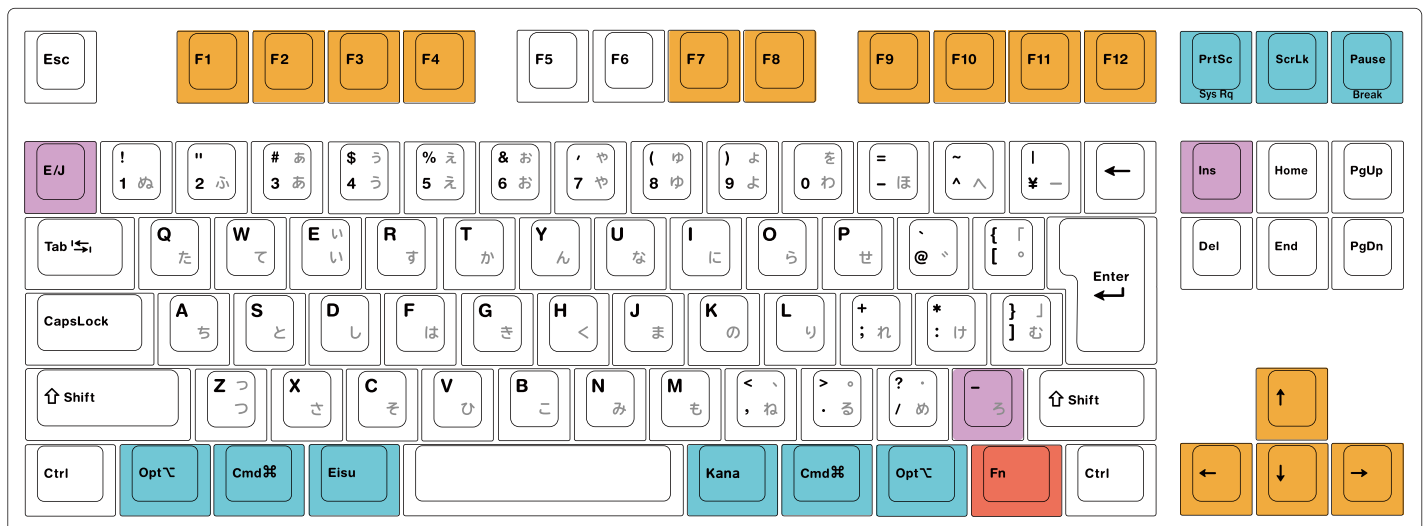 Esc F1 F2 F3 F4 F5 F6 F7 F8 F9 F10 F11 F12 PrtSc ScrLk Pause
Sys Rq Break
E/J ! " # ぁ $ ぅ % ぇ & ぉ ' ゃ ( ゅ ) ょ を = ~ | ← Ins Home PgUp
1 ぬ 2 ふ 3 あ 4 う 5 え 6 お 7 や 8 ゆ 9 よ 0 わ - ほ ^ へ ¥ ー
Tab Q W E ぃ R T Y U I O P ` { 「 Enter Del End PgDn
た て い す か ん な に ら せ @ ゛ [ ゜
CapsLock A S D F G H J K L + * } 」
ち と し は き く ま の り ; れ : け ] む
⇧ Shift Z っ X C V B N M < 、 > 。 ? ・ _ ⇧ Shift ↑
つ さ そ ひ こ み も , ね . る / め ろ
Ctrl Opt⌥ Cmd⌘ Eisu Kana Cmd⌘ Opt⌥ Fn Ctrl ← ↓ →